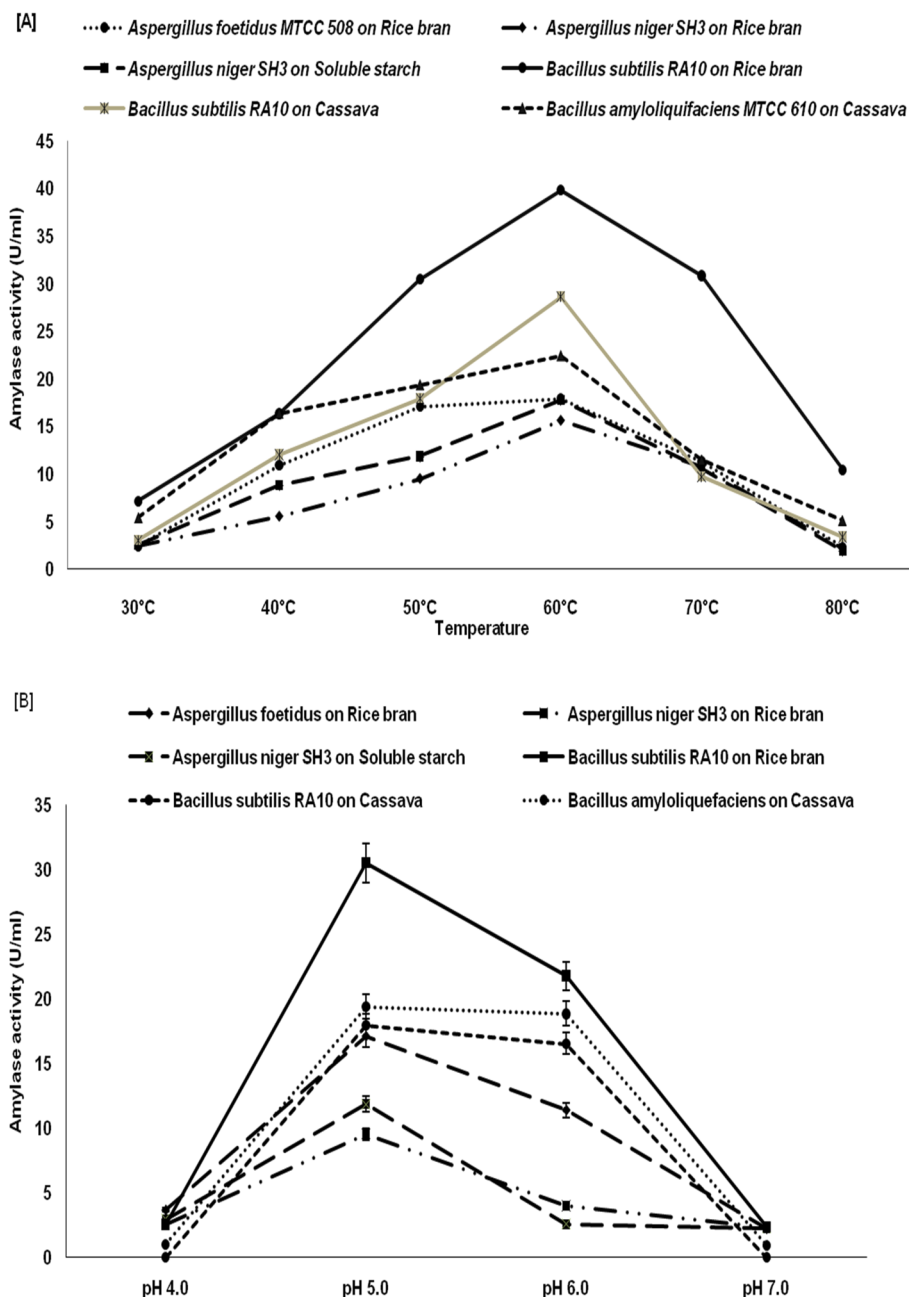 [A]
Aspergillus foetidus MTCC 508 on Rice bran
Aspergillus niger SH3 on Rice bran
Aspergillus niger SH3 on Soluble starch
Bacillus subtilis RA10 on Rice bran
Bacillus subtilis RA10 on Cassava
Bacillus amyloliquifaciens MTCC 610 on Cassava
Amylase activity (U/ml)
45
40
35
30
25
20
15
10
5
0
30°C 40°C 50°C 60°C 70°C 80°C
Temperature
[B]
Aspergillus foetidus on Rice bran
Aspergillus niger SH3 on Rice bran
Aspergillus niger SH3 on Soluble starch
Bacillus subtilis RA10 on Rice bran
Bacillus subtilis RA10 on Cassava
Bacillus amyloliquefaciens on Cassava
Amylase activity (U/ml)
35
30
25
20
15
10
5
0
pH 4.0 pH 5.0 pH 6.0 pH 7.0